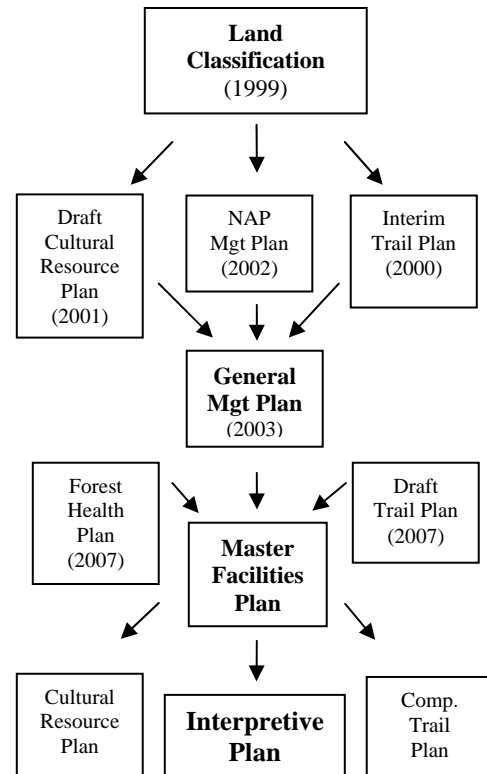 Land
Classification
(1999)
Draft
Cultural
Resource
Plan
(2001)
NAP
Mgt Plan
(2002)
Interim
Trail Plan
(2000)
General
Mgt Plan
(2003)
Forest
Health
Plan
(2007)
Draft
Trail Plan
(2007)
Master
Facilities
Plan
Cultural
Resource
Plan
Interpretive
Plan
Comp.
Trail
Plan